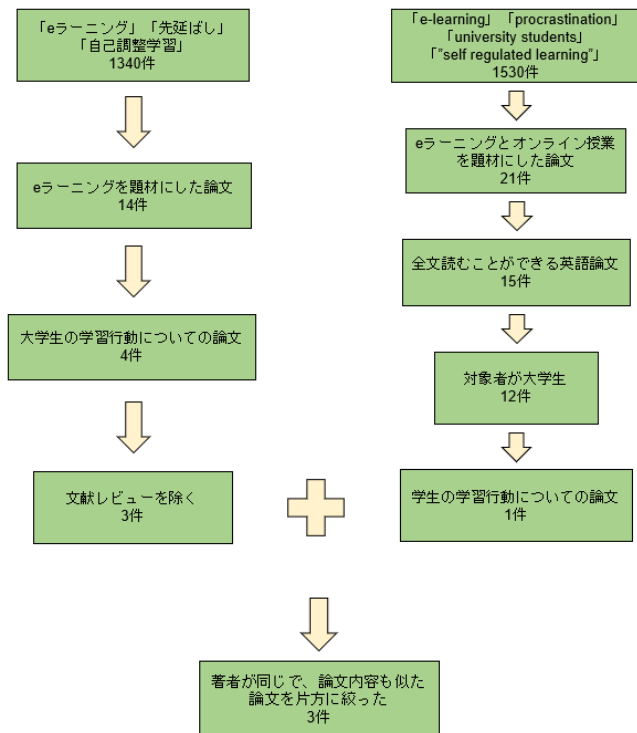 「eラーニング」「先延ばし」
「自己調整学習」
1340件
eラーニングを題材にした論文
14件
大学生の学習行動についての論文
4件
文献レビューを除く
3件
「e-learning」「procrastination」
「university students」
「”self regulated learning”」
1530件
eラーニングとオンライン授業
を題材にした論文
21件
全文読むことができる英語論文
15件
対象者が大学生
12件
学生の学習行動についての論文
1件
著者が同じで、論文内容も似た
論文を片方に絞った
3件